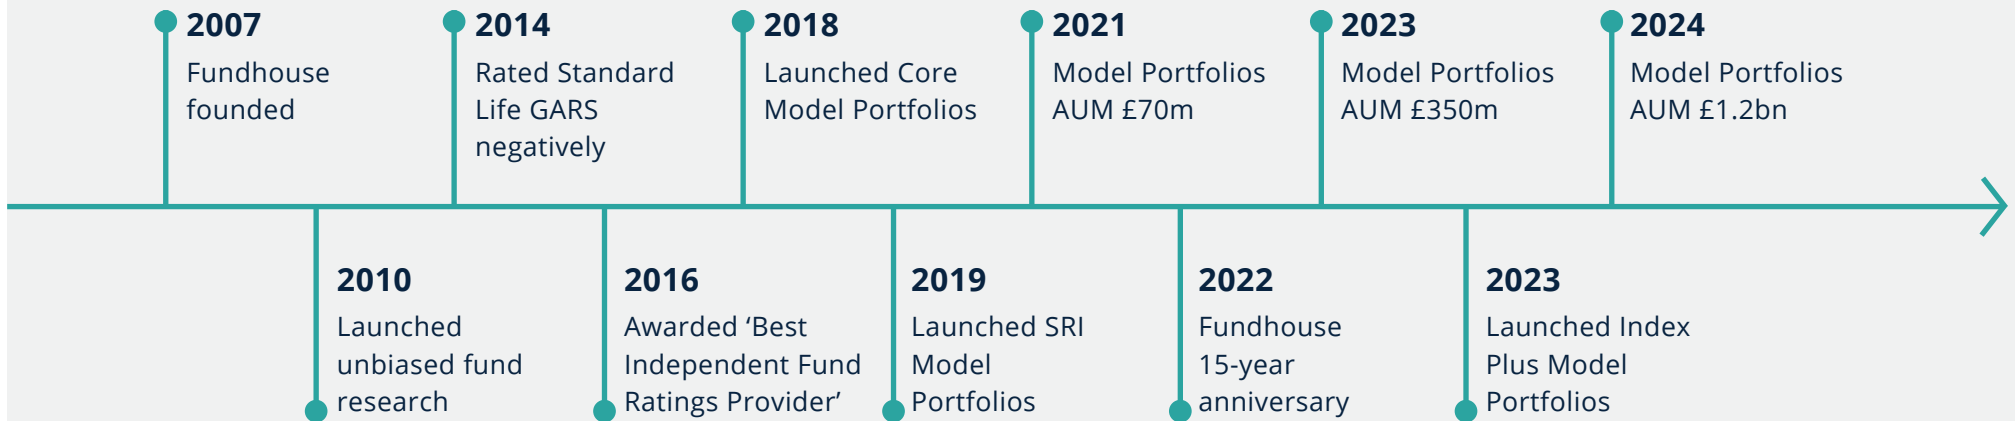 2007
Fundhouse
founded
2014
Rated Standard
Life GARS
negatively
2018
Launched Core
Model Portfolios
2021
Model Portfolios
AUM £70m
2023
Model Portfolios
AUM £350m
2024
Model Portfolios
AUM £1.2bn
2010
Launched
unbiased fund
research
2016
Awarded ‘Best
Independent Fund
Ratings Provider’
2019
Launched SRI
Model
Portfolios
2022
Fundhouse
15-year
anniversary
2023
Launched Index
Plus Model
Portfolios